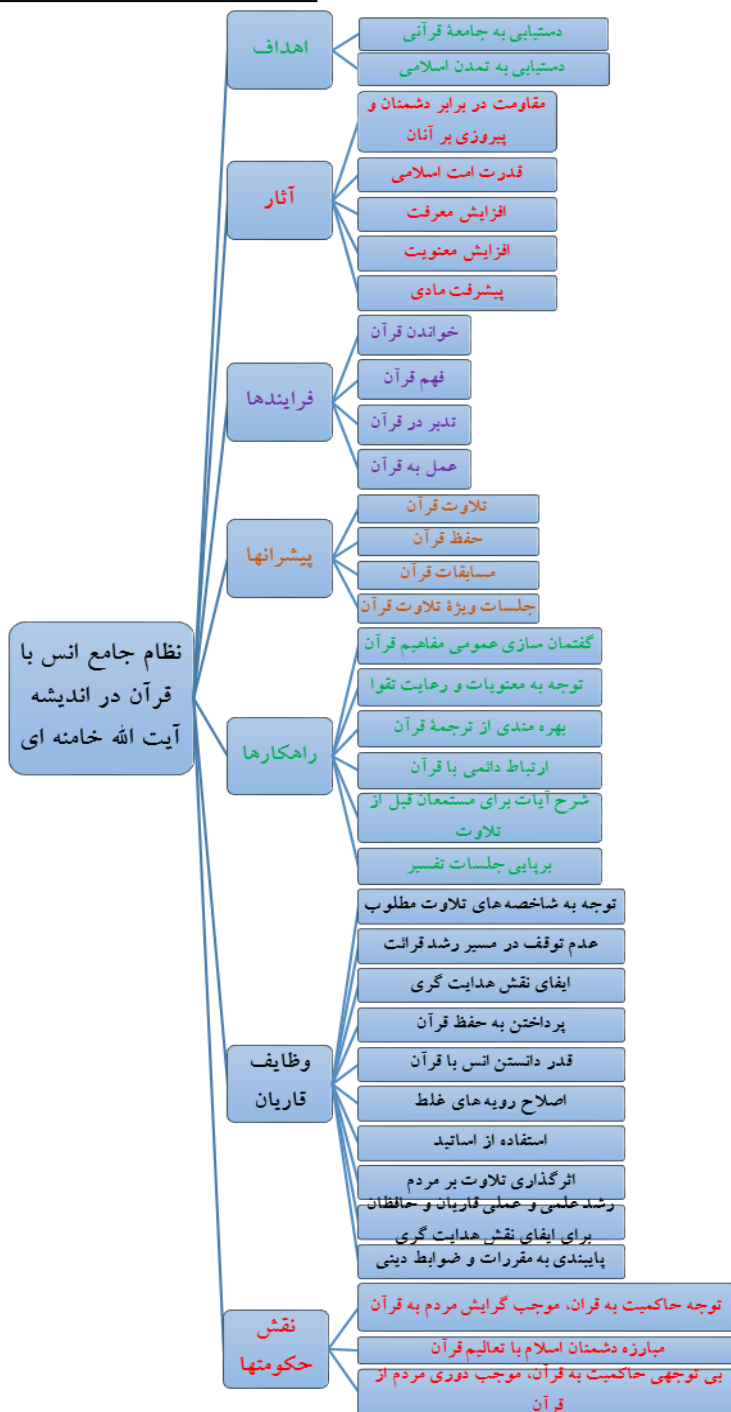 نظام جامع انس با
قرآن در اندیشه
آیت الله خامنه ای
اهداف
دستیابی به جامعۀ قرآنی
دستیابی به تمدن اسلامی
آثار
مقاومت در برابر دشمنان و
پیروزی بر آنان
قدرت امت اسلامی
افزایش معرفت
افزایش معنویت
پیشرفت مادی
فرایندها
خواندن قرآن
فهم قرآن
تدبر در قرآن
عمل به قرآن
پیشرانها
تلاوت قرآن
حفظ قرآن
مسابقات قرآن
جلسات ویژۀ تلاوت قرآن
راهکارها
گفتمان سازی عمومی مفاهیم قرآن
توجه به معنویات و رعایت تقوا
بهره مندی از ترجمۀ قرآن
ارتباط دائمی با قرآن
شرح آیات برای مستمعان قبل از
تلاوت
برپایی جلسات تفسیر
وظایف
قاریان
توجه به شاخصه های تلاوت مطلوب
عدم توقف در مسیر رشد قرائت
ایفای نقش هدایت گری
پرداختن به حفظ قرآن
قدر دانستن انس با قرآن
اصلاح رویه های غلط
استفاده از اساتید
اثرگذاری تلاوت بر مردم
رشد علمی و عملی قاریان و حافظان
برای ایفای نقش هدایت گری
پایبندی به مقررات و ضوابط دینی
نقش
حکومتها
توجه حاکمیت به قران، موجب گرایش مردم به قرآن
مبارزه دشمنان اسلام با تعالیم قرآن
بی توجهی حاکمیت به قرآن، موجب دوری مردم از
قرآن